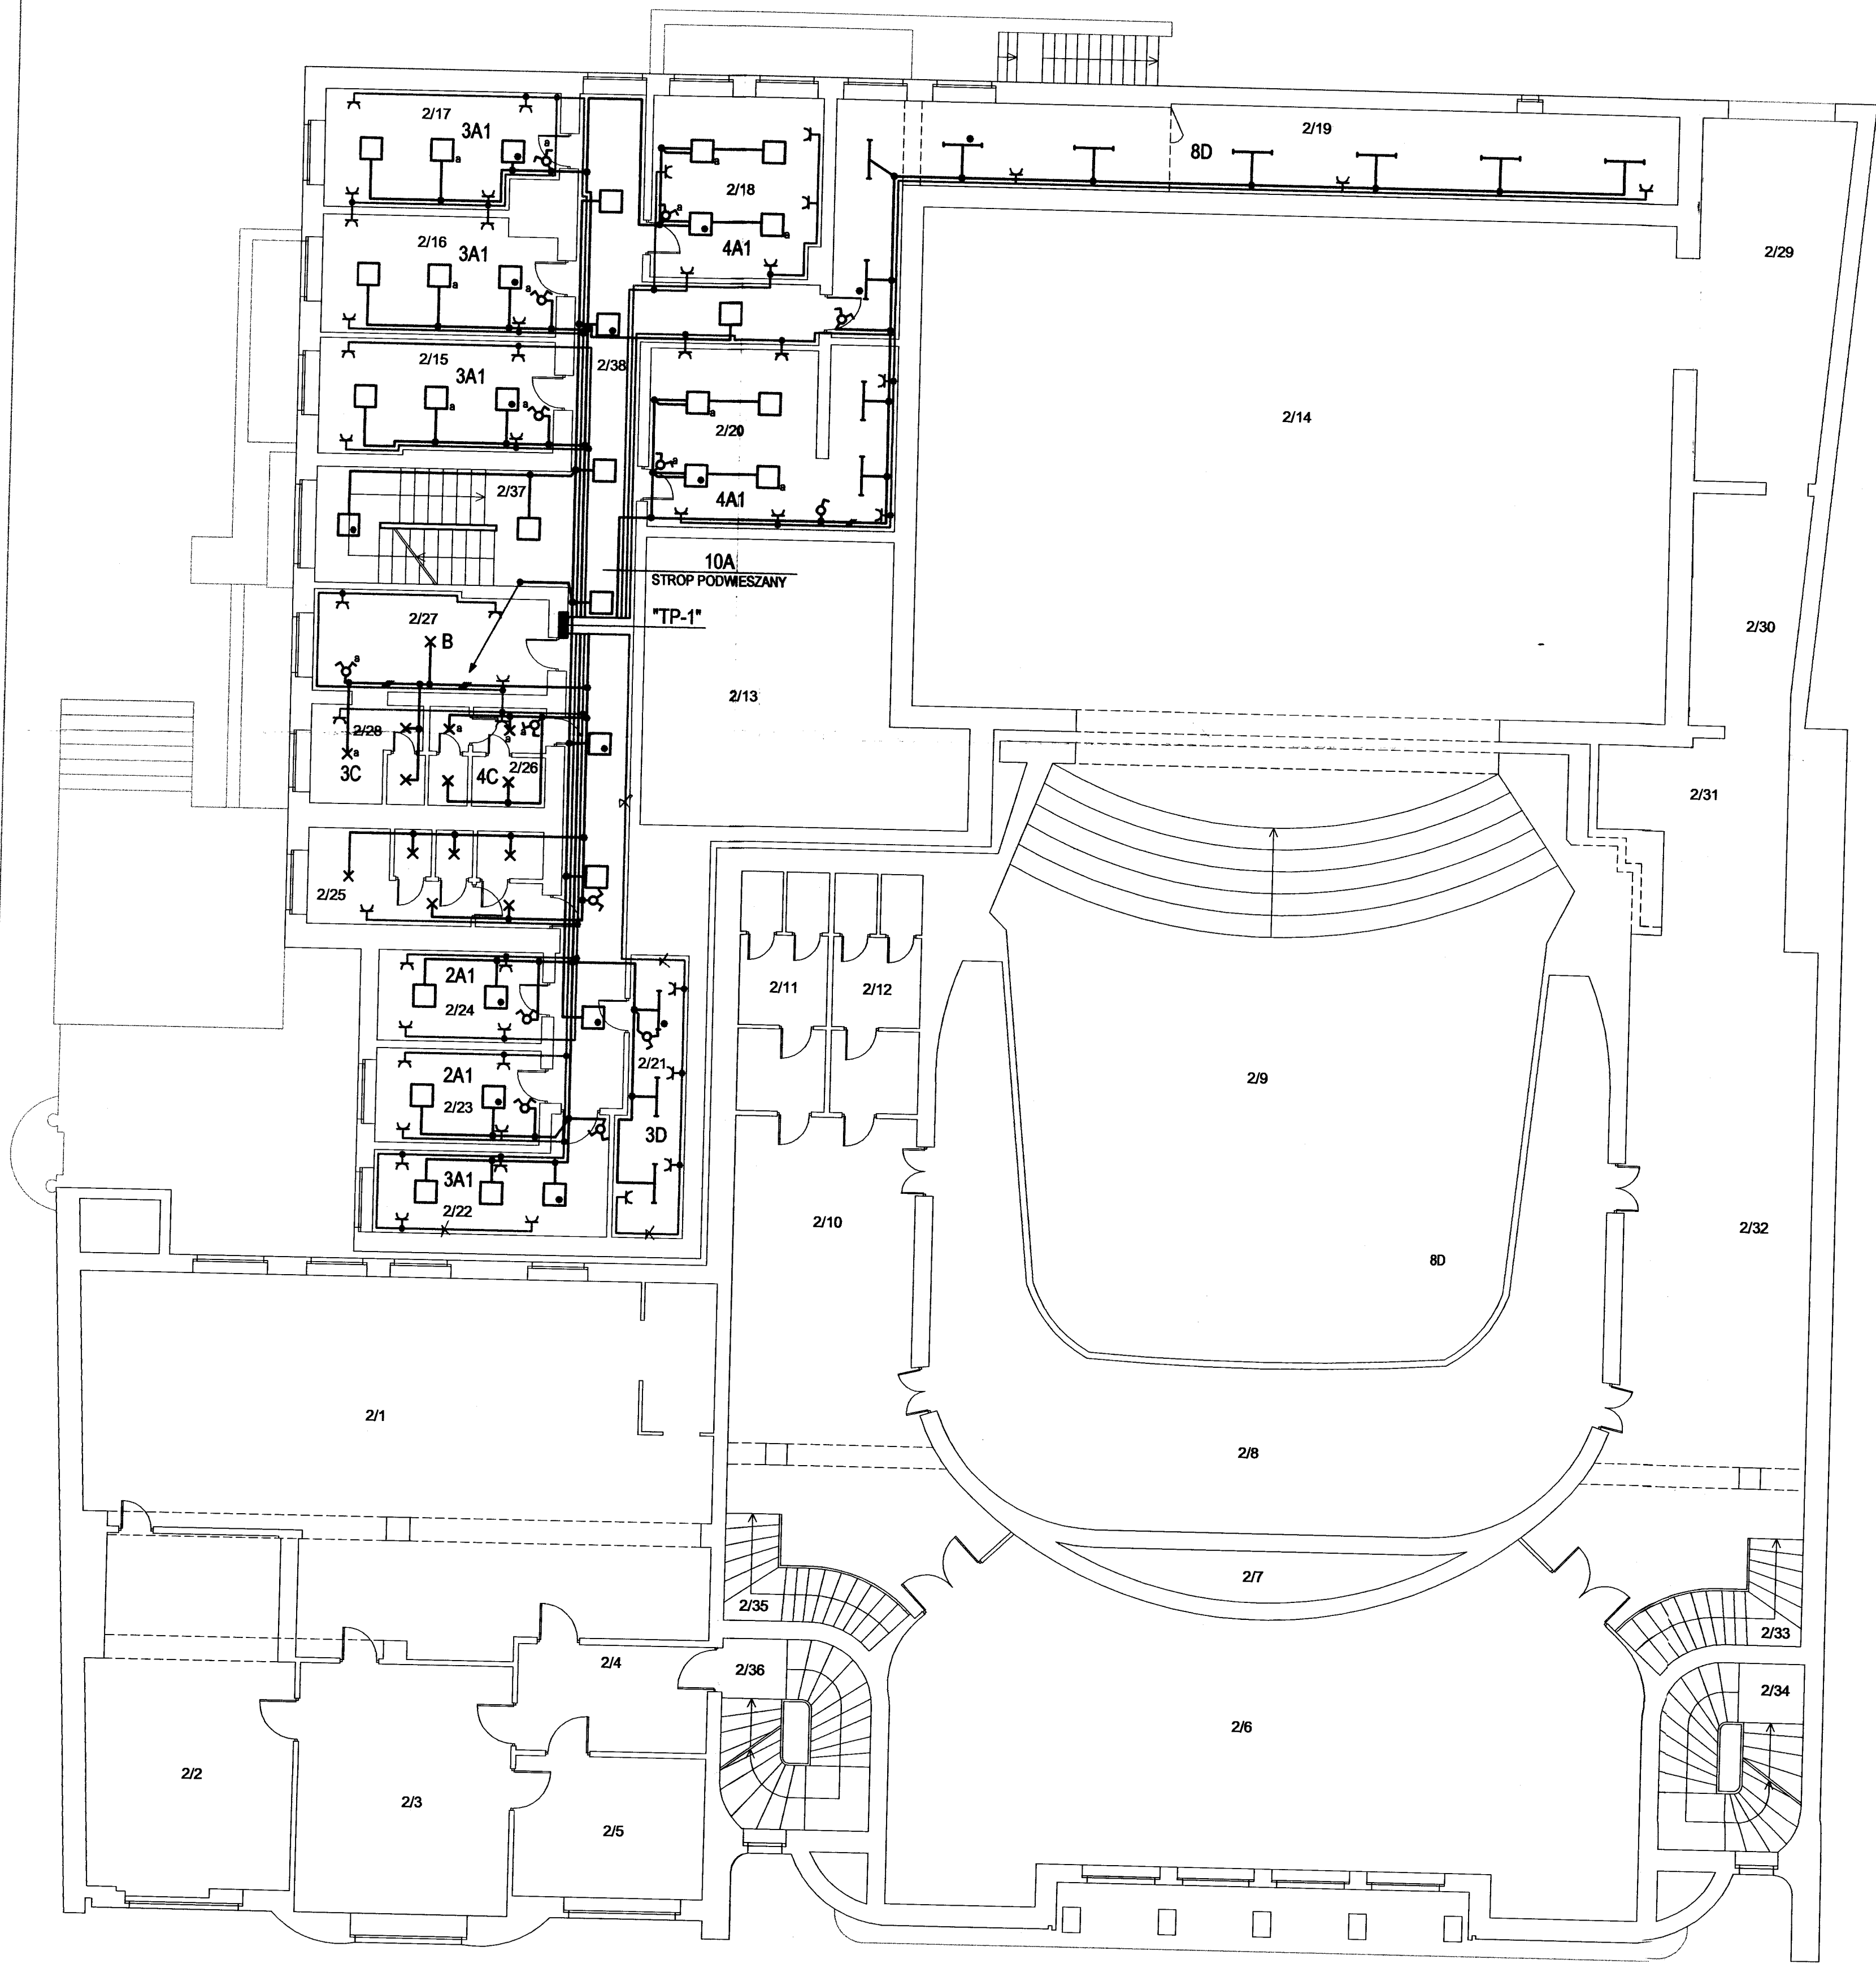 2/17
3A1
a
a
2/19
8D
2/18
a
a
a
4A1
2/16
3A1
a
a
2/29
2/15
3A1
a
a
2/38
2/14
a
2/20
a
a
4A1
2/37
10A
STROP PODWIESZANY
"TP-1"
2/27
B
a
2/30
2/13
2/28
a
a
a
a
3C
4C
2/26
2/31
2/25
2A1
2/24
2/11
2/12
2A1
2/23
2/21
3D
2/9
3A1
2/22
2/10
2/32
8D
2/1
2/8
2/7
2/35
2/33
2/4
2/36
2/34
2/6
2/2
2/3
2/5